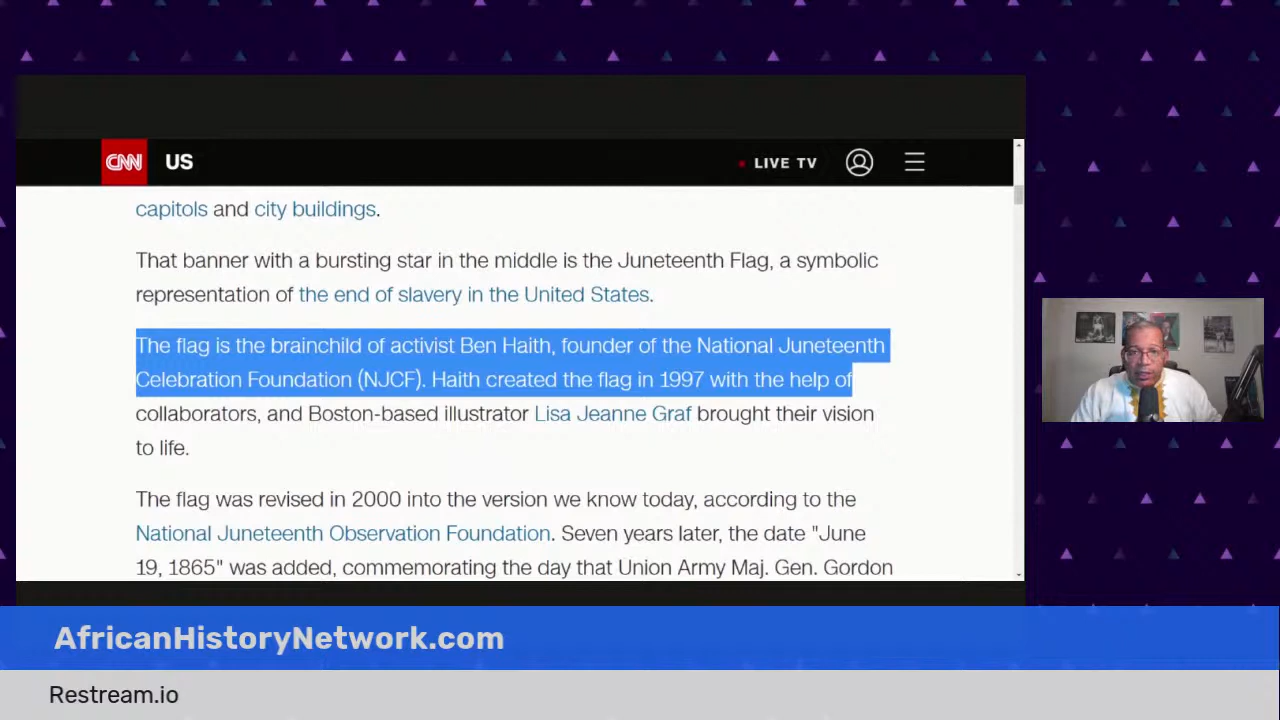 CNN US LIVE TV
capitols and city buildings.
That banner with a bursting star in the middle is the Juneteenth Flag, a symbolic
representation of the end of slavery in the United States.
The flag is the brainchild of activist Ben Haith, founder of the National Juneteenth
Celebration Foundation (NJCF). Haith created the flag in 1997 with the help of
collaborators, and Boston-based illustrator Lisa Jeanne Graf brought their vision
to life.
The flag was revised in 2000 into the version we know today, according to the
National Juneteenth Observation Foundation. Seven years later, the date "June
19, 1865" was added, commemorating the day that Union Army Maj. Gen. Gordon
AfricanHistoryNetwork.com
Restream.io